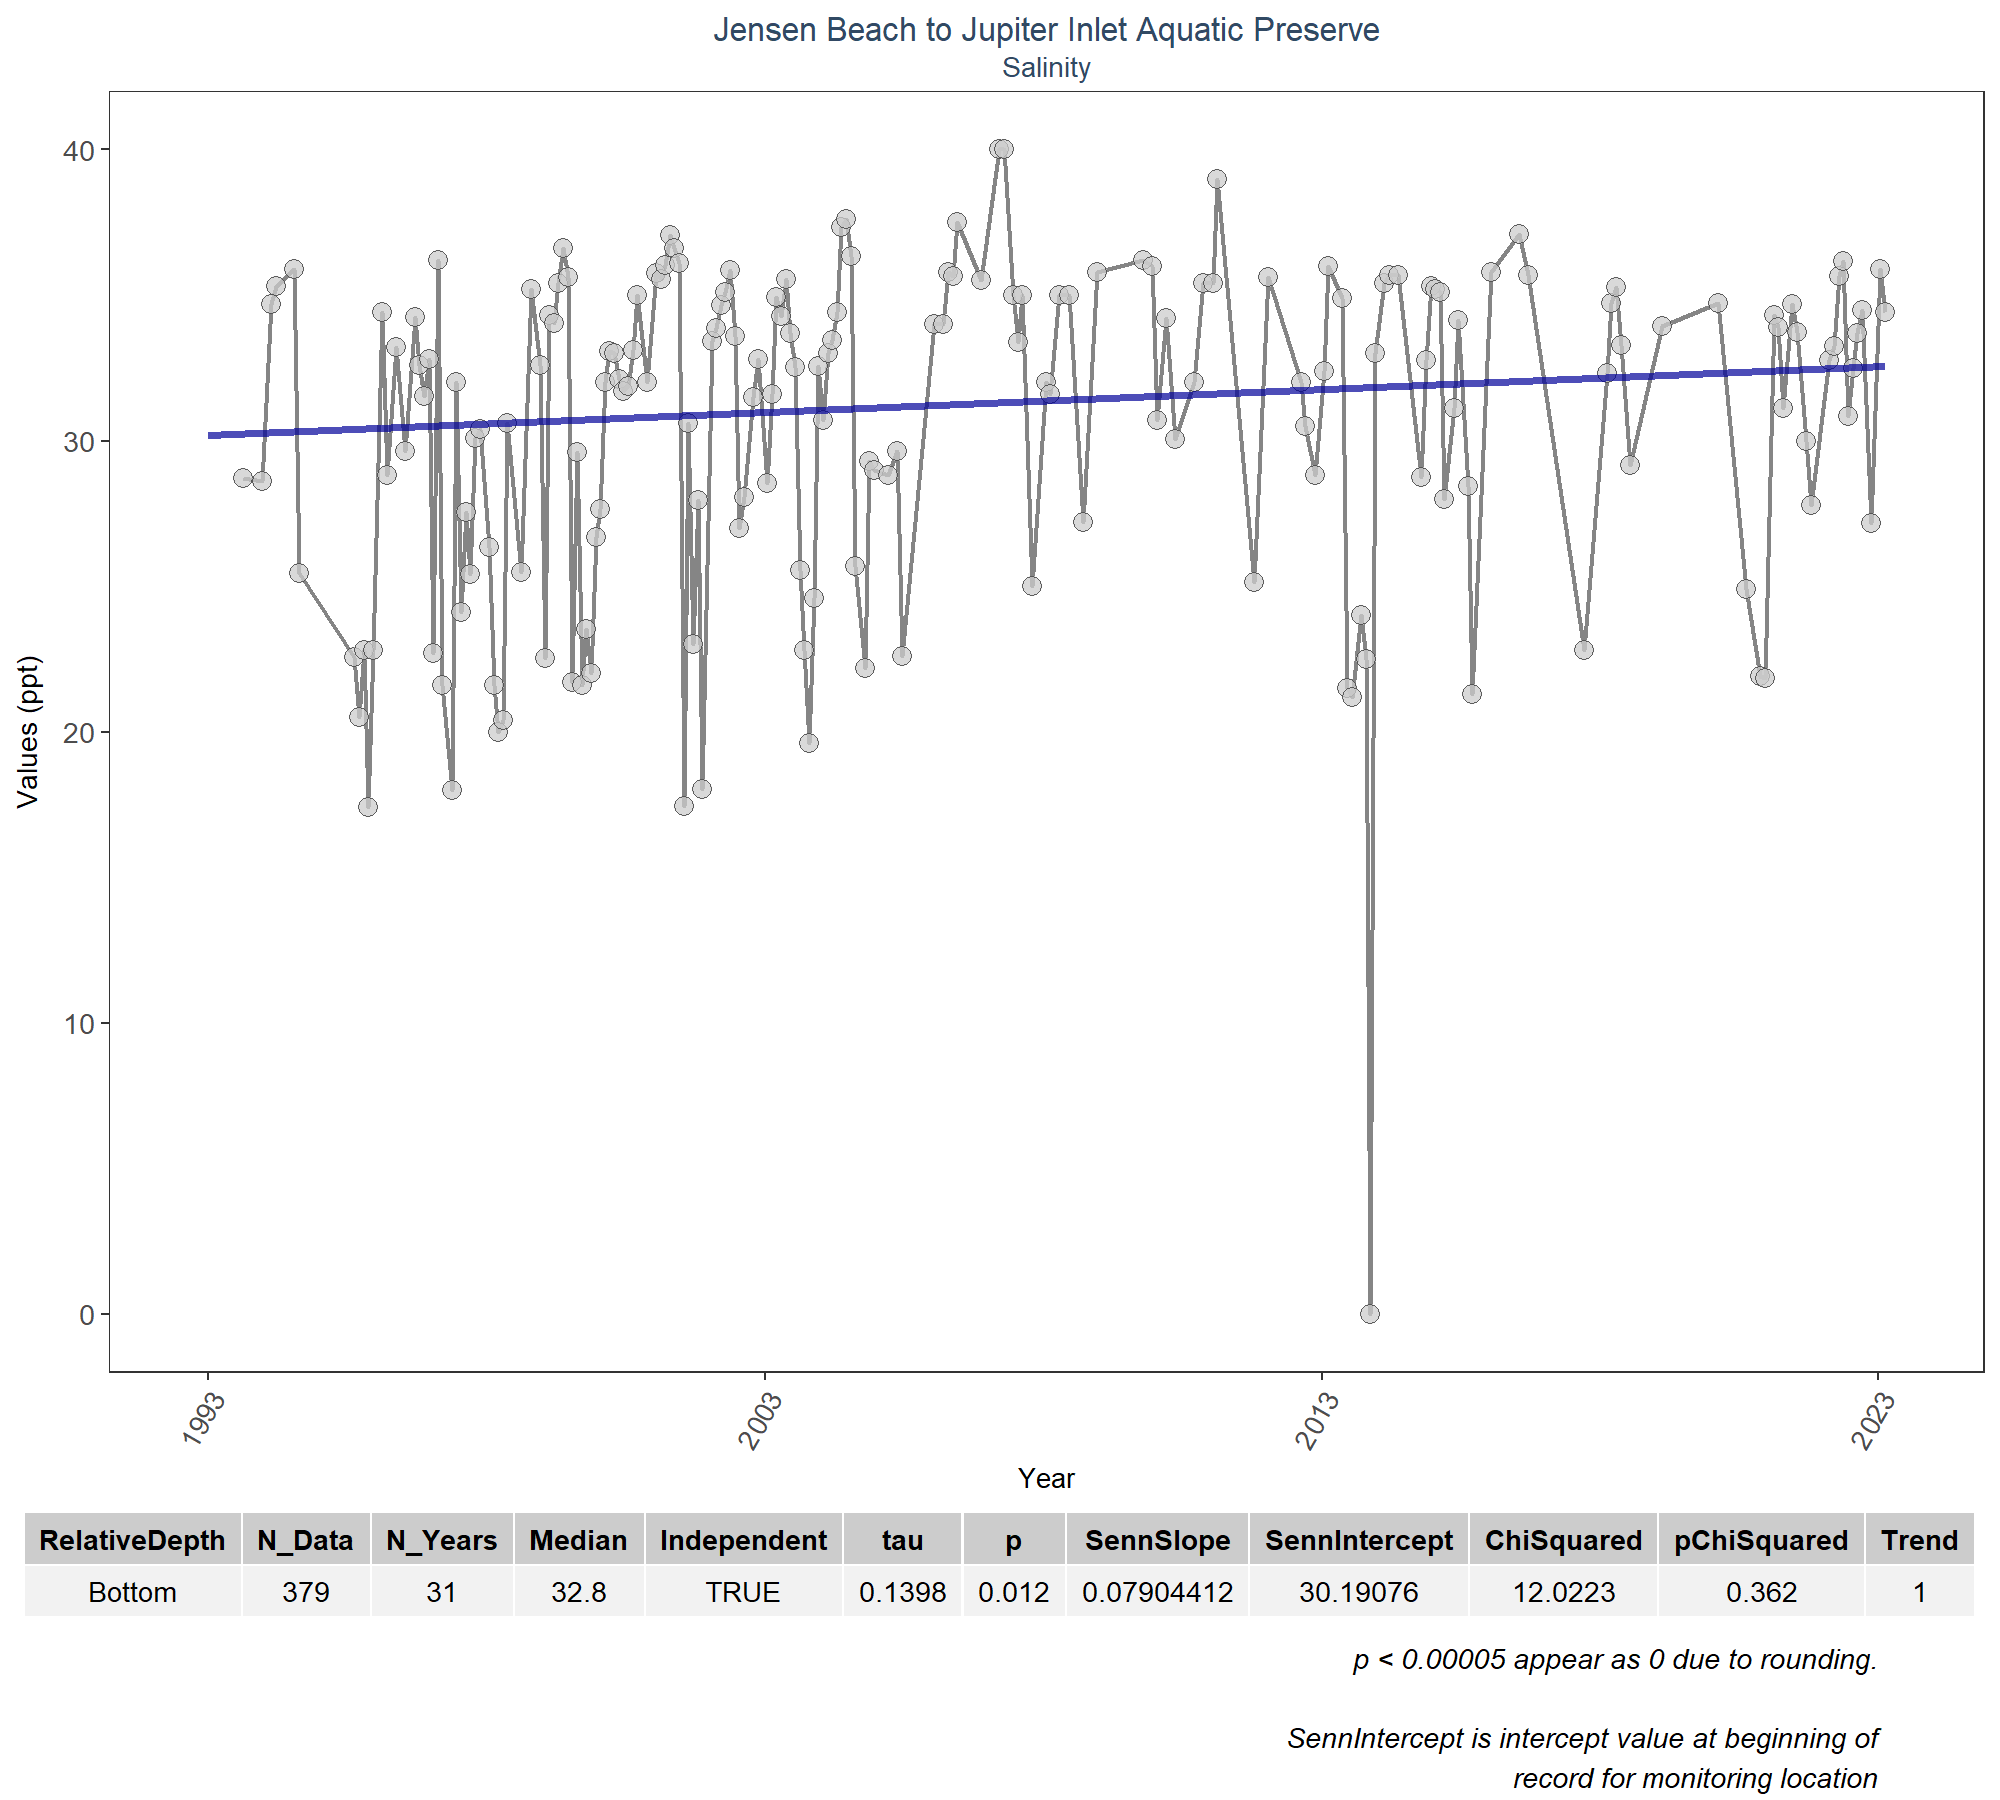 Jensen Beach to Jupiter Inlet Aquatic Preserve
Salinity
Values (ppt)
40
30
20
10
0
1993
2003
2013
2023
Year
RelativeDepth N_Data N_Years Median Independent tau p SennSlope SennIntercept ChiSquared pChiSquared Trend
Bottom 379 31 32.8 TRUE 0.1398 0.012 0.07904412 30.19076 12.0223 0.362 1
p < 0.00005 appear as 0 due to rounding.
SennIntercept is intercept value at beginning of
record for monitoring location